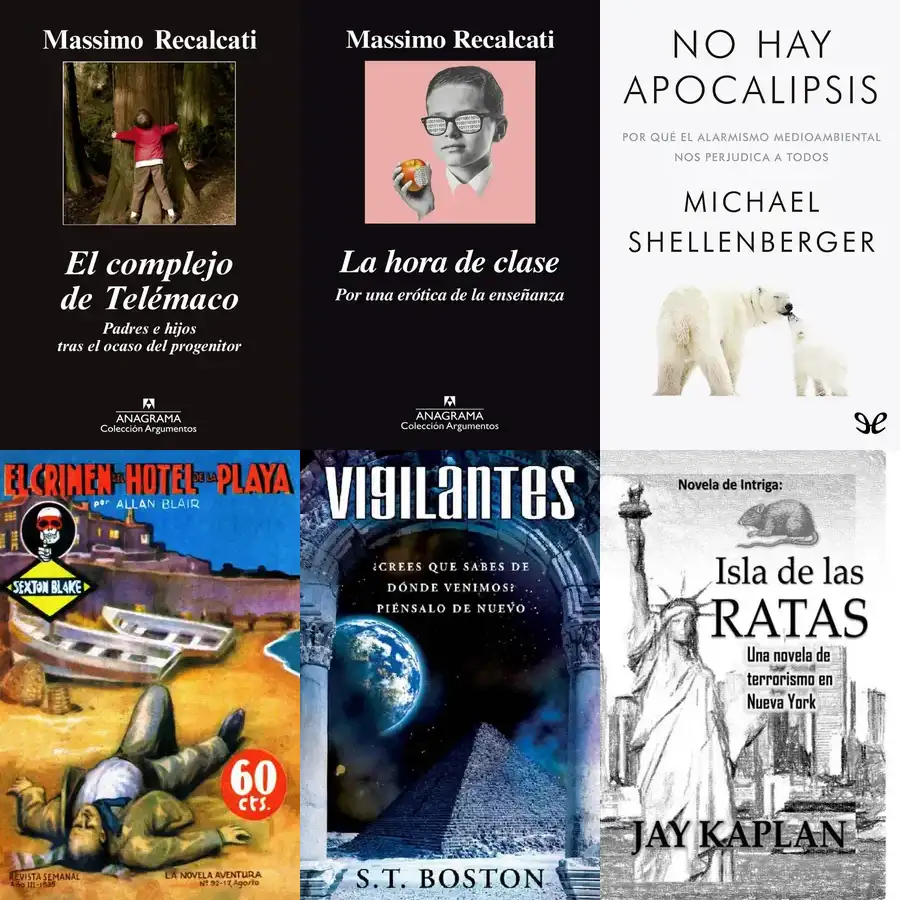 Massimo Recalcati
El complejo
de Telémaco
Padres e hijos
tras el ocaso del progenitor
ANAGRAMA
Colección Argumentos
Massimo Recalcati
La hora de clase
Por una erótica de la enseñanza
ANAGRAMA
Colección Argumentos
NO HAY
APOCALIPSIS
POR QUÉ EL ALARMISMO MEDIOAMBIENTAL
NOS PERJUDICA A TODOS
MICHAEL
SHELLENBERGER
EL CRIMEN DEL HOTEL DE LA PLAYA
por ALLAN BLAIR
SEXTON BLAKE
60
cts.
REVISTA SEMANAL
Año III-1935
LA NOVELA AVENTURA
Nº 92-17, Agosto
VIGILANTES
¿CREES QUE SABES DE
DÓNDE VENIMOS?
PIÉNSALO DE NUEVO
S.T. BOSTON
Novela de Intriga:
Isla de las
RATAS
Una novela de
terrorismo en
Nueva York
JAY KAPLAN